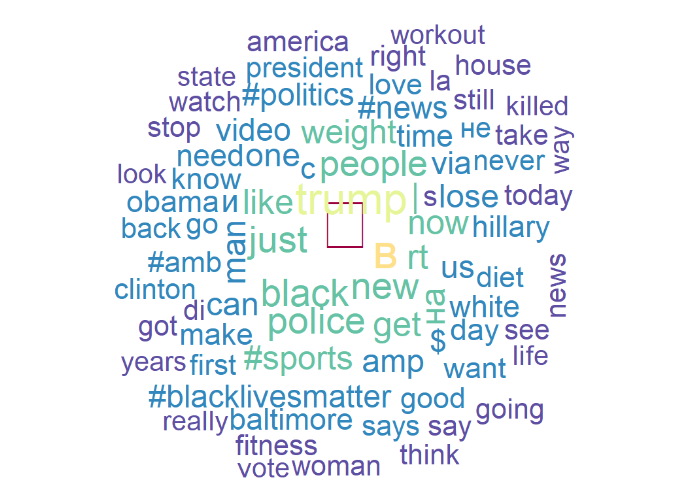 america workout
president right house
state love la
watch #politics #news still killed
stop video weight time не take way
need one c people via never
look know trump | s lose today
obama и like now hillary
back go man just В rt
#amb us diet news
clinton black new на white
di can police get $ day see
got make
years first #sports amp want life
#blacklivesmatter good going
really baltimore says say
fitness think
vote woman